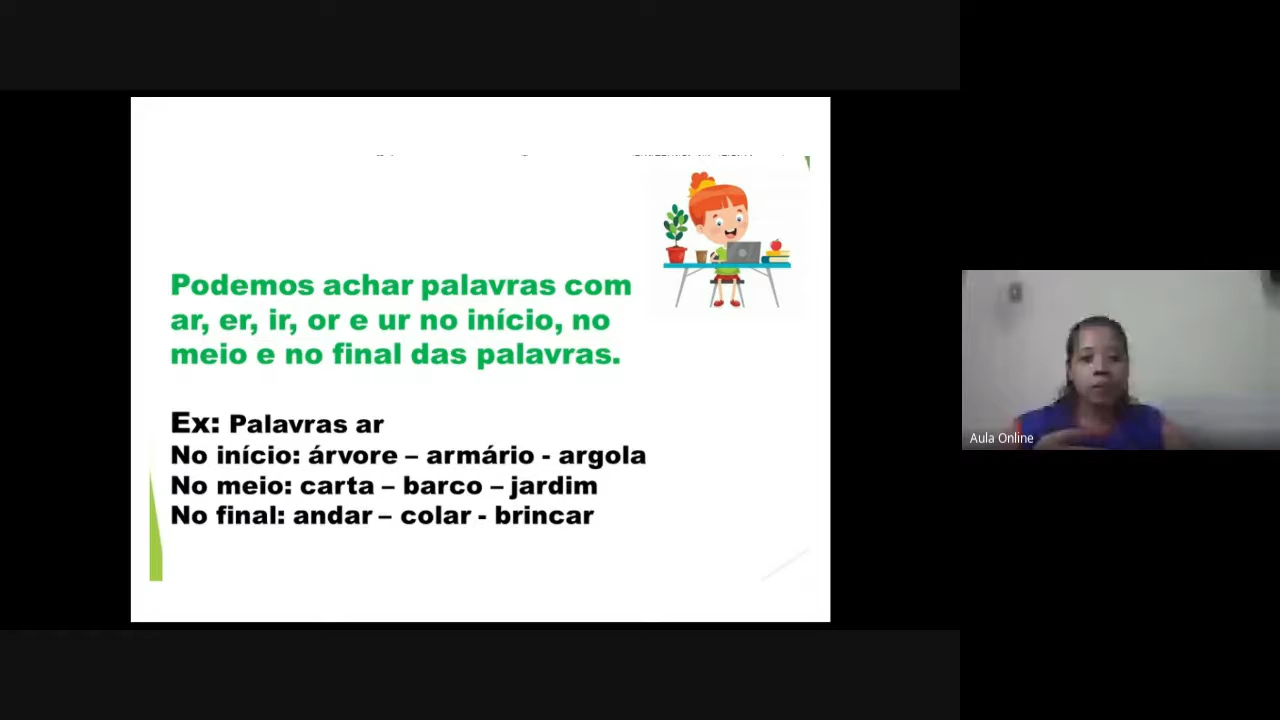 Podemos achar palavras com
ar, er, ir, or e ur no início, no
meio e no final das palavras.
Ex: Palavras ar
No início: árvore – armário - argola
No meio: carta – barco – jardim
No final: andar – colar - brincar
Aula Online